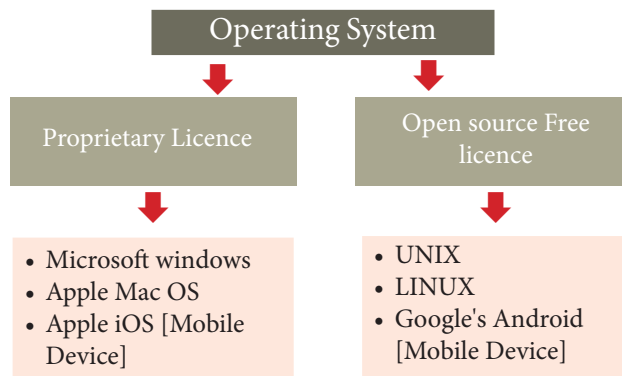 Operating System
Proprietary Licence
Open source Free
licence
• Microsoft windows
• Apple Mac OS
• Apple iOS [Mobile
Device]
• UNIX
• LINUX
• Google's Android
[Mobile Device]